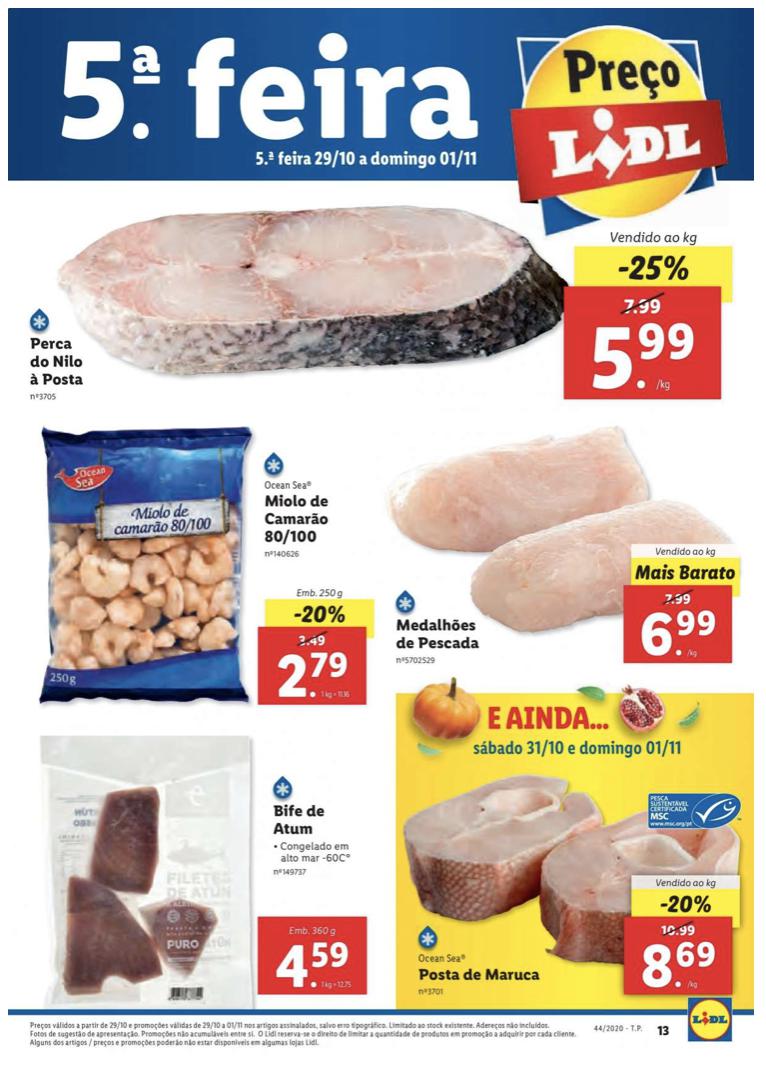 5.ª feira
5.ª feira 29/10 a domingo 01/11
Preço
LIDL
Vendido ao kg
-25%
7.99
5.99
/kg
Perca
do Nilo
à Posta
nº3705
Ocean
Sea
Miolo de
camarão 80/100
250g
Ocean Sea®
Miolo de
Camarão
80/100
nº140626
Emb. 250 g
-20%
3.49
2.79
1 kg = 11.16
Medalhões
de Pescada
nº5702529
Vendido ao kg
Mais Barato
7.99
6.99
/kg
FILETES
DE ATUM
PURO
Bife de
Atum
• Congelado em
alto mar -60Cº
nº149737
Emb. 360 g
4.59
1 kg = 12.75
E AINDA...
sábado 31/10 e domingo 01/11
PESCA
SUSTENTÁVEL
CERTIFICADA
MSC
www.msc.org/pt
Ocean Sea®
Posta de Maruca
nº3701
Vendido ao kg
-20%
10.99
8.69
/kg
Preços válidos a partir de 29/10 e promoções válidas de 29/10 a 01/11 nos artigos assinalados, salvo erro tipográfico. Limitado ao stock existente. Adereços não incluídos.
Fotos de sugestão de apresentação. Promoções não acumuláveis entre si. O Lidl reserva-se o direito de limitar a quantidade de produtos em promoção a adquirir por cada cliente.
Alguns dos artigos / preços e promoções poderão não estar disponíveis em algumas lojas Lidl.
44/2020 - T.P.
13
LIDL